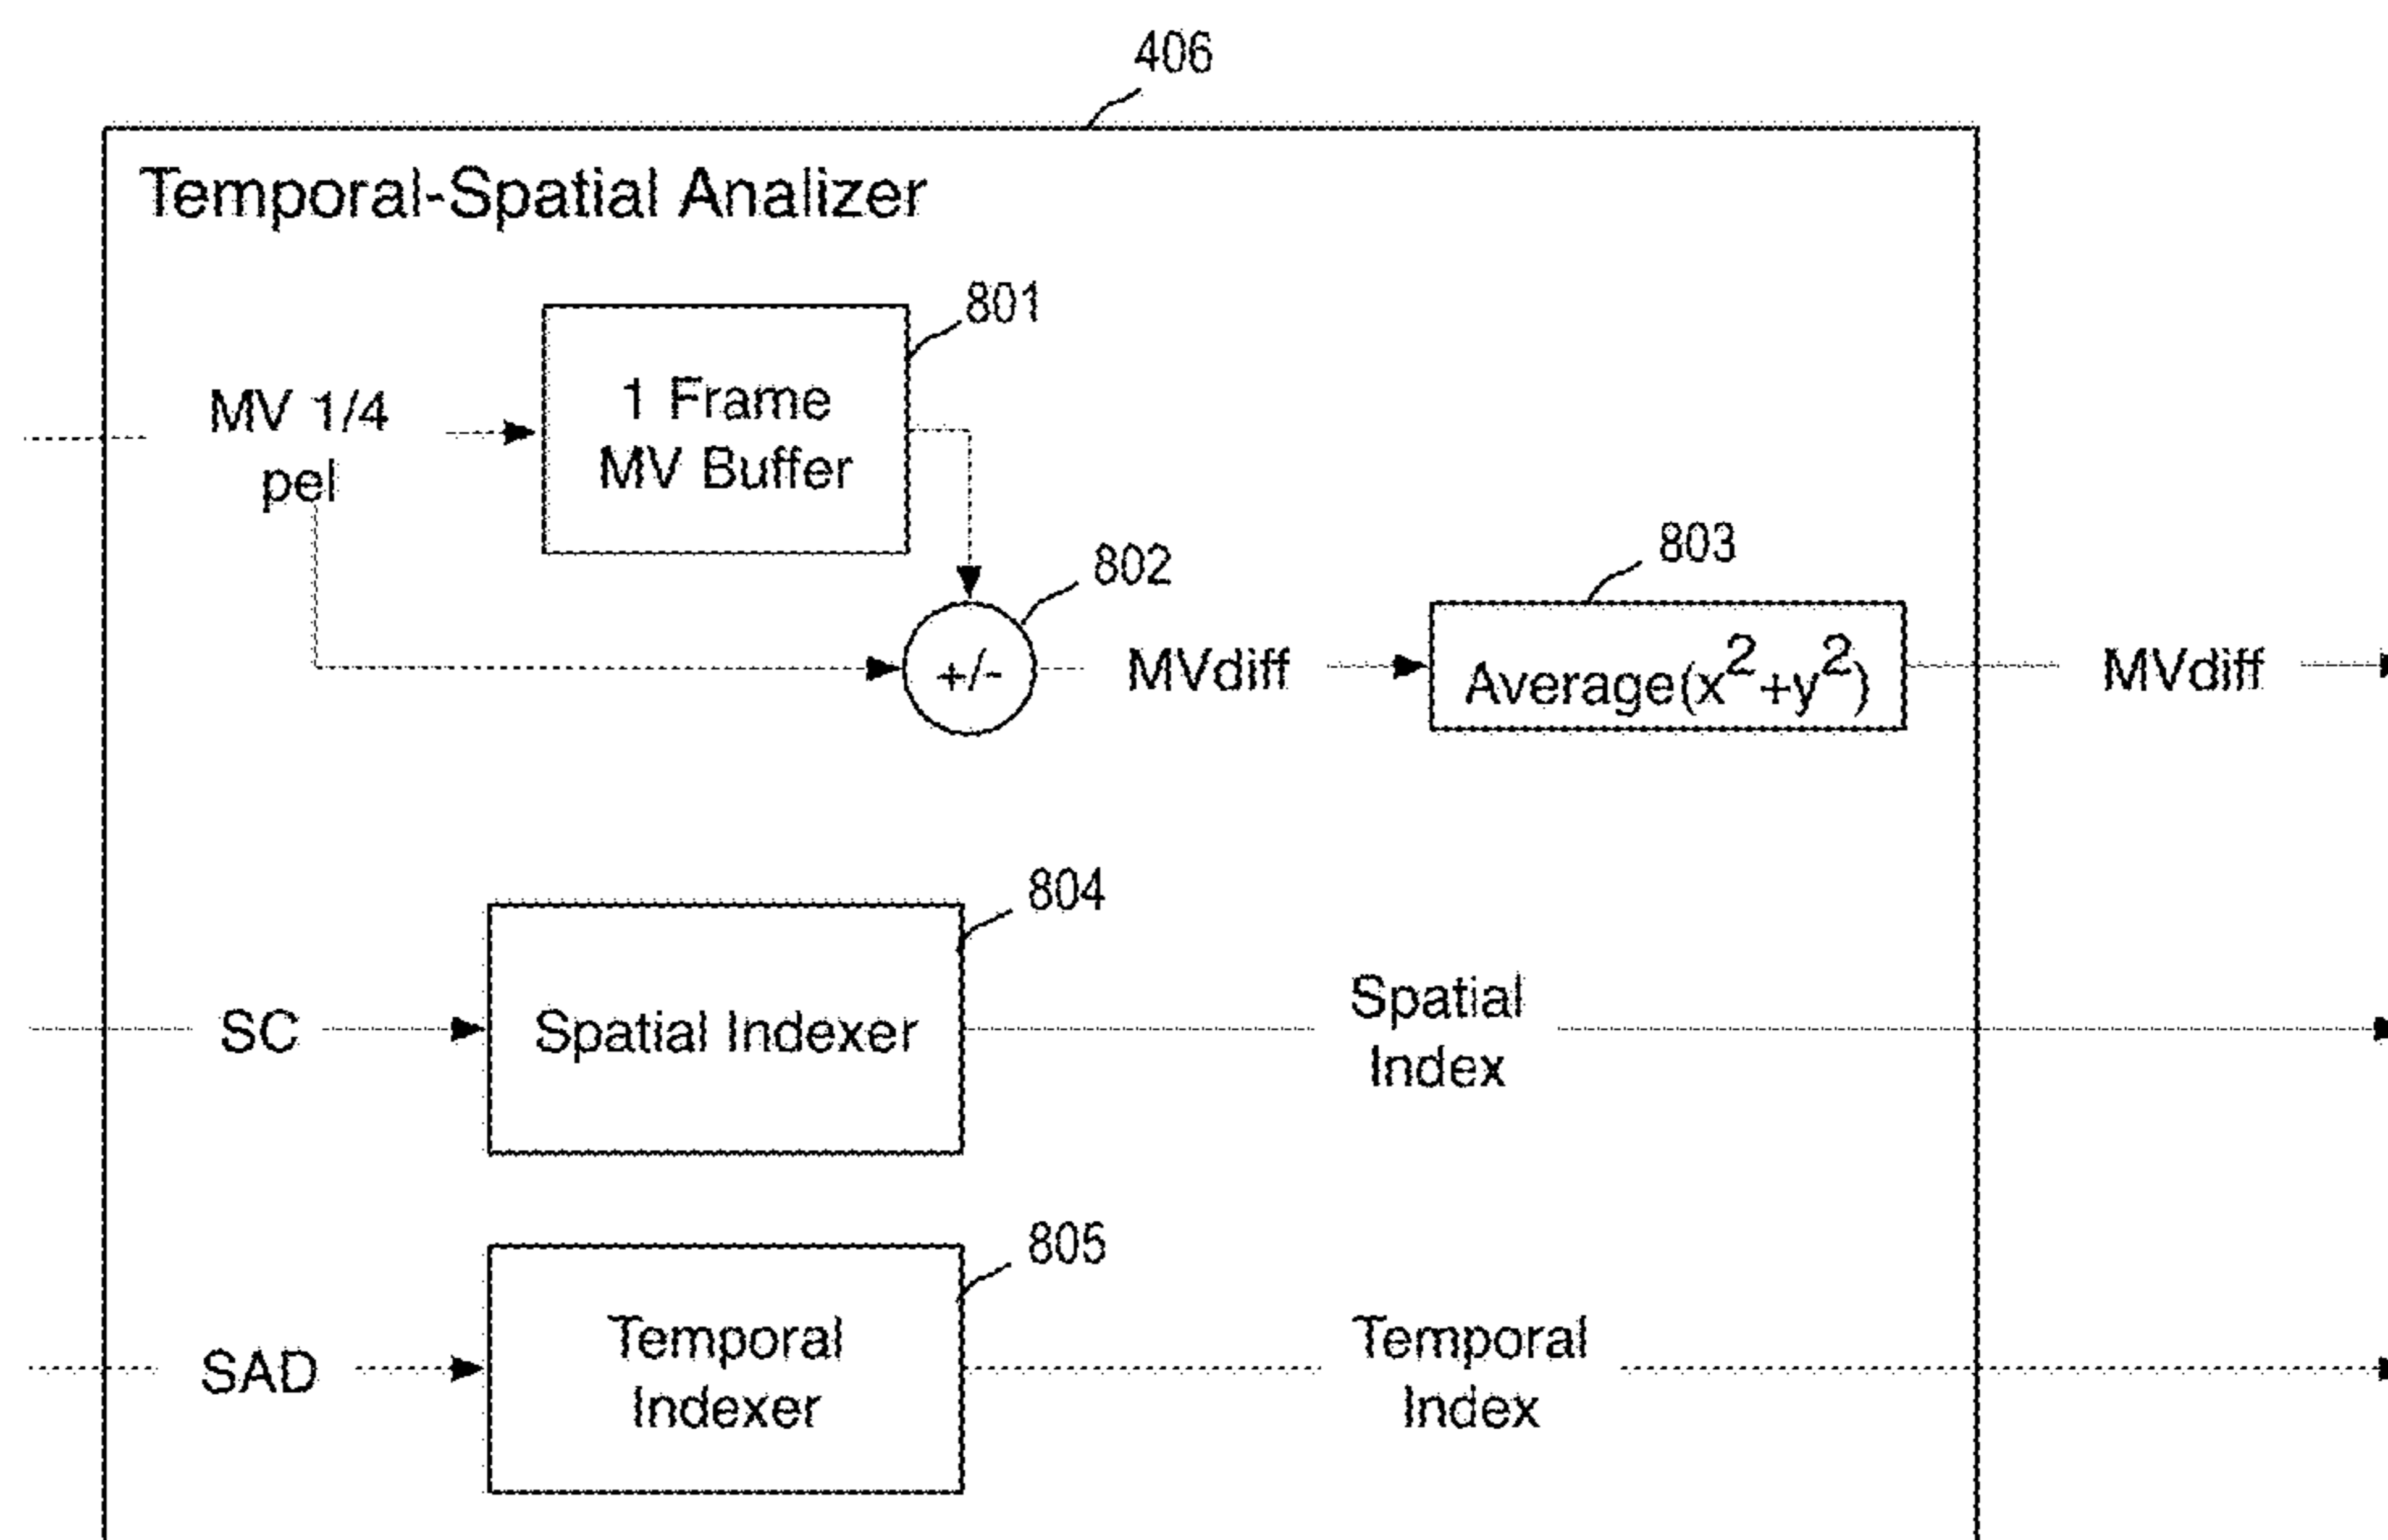 406
Temporal-Spatial Analizer
801
MV 1/4
pel
1 Frame
MV Buffer
802
803
+/-
MVdiff
Average(x²+y²)
MVdiff
804
SC
Spatial Indexer
Spatial
Index
805
SAD
Temporal
Indexer
Temporal
Index